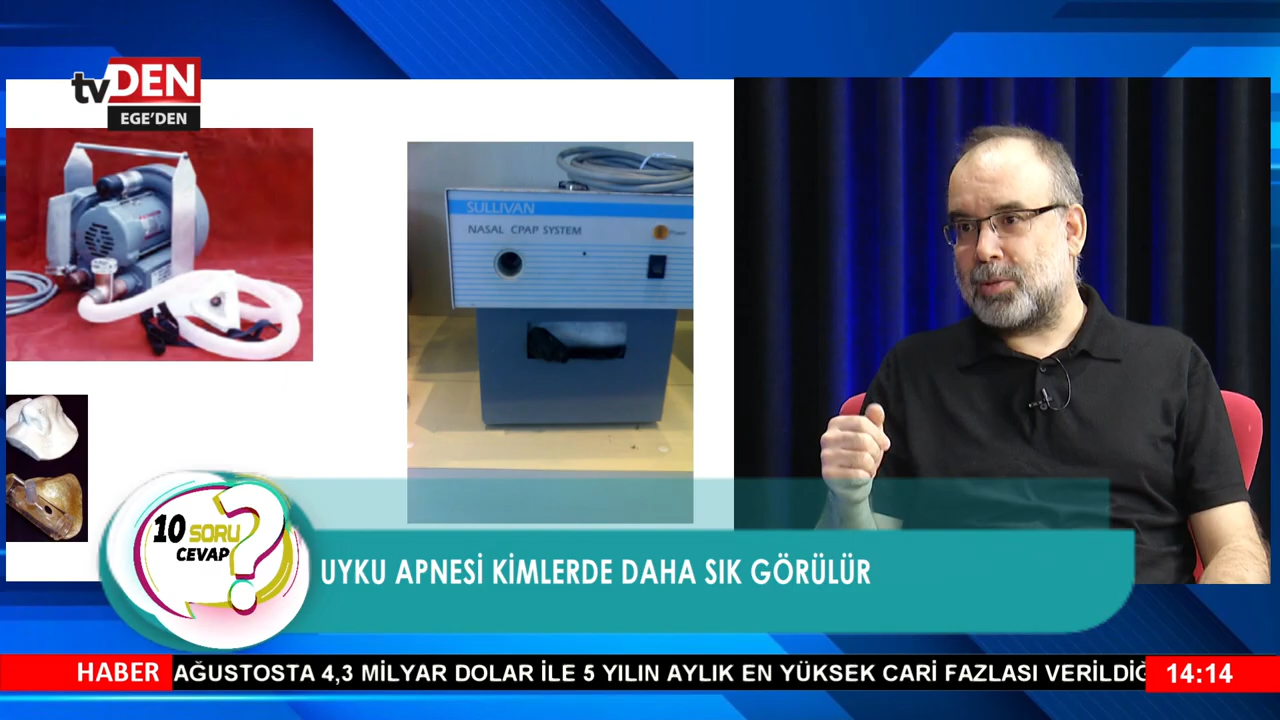 tvDEN
EGE'DEN
SULLIVAN
NASAL CPAP SYSTEM
Power
10 SORU
CEVAP
?
UYKU APNESİ KİMLERDE DAHA SIK GÖRÜLÜR
HABER
AĞUSTOSTA 4,3 MİLYAR DOLAR İLE 5 YILIN AYLIK EN YÜKSEK CARİ FAZLASI VERİLDİĞ
14:14